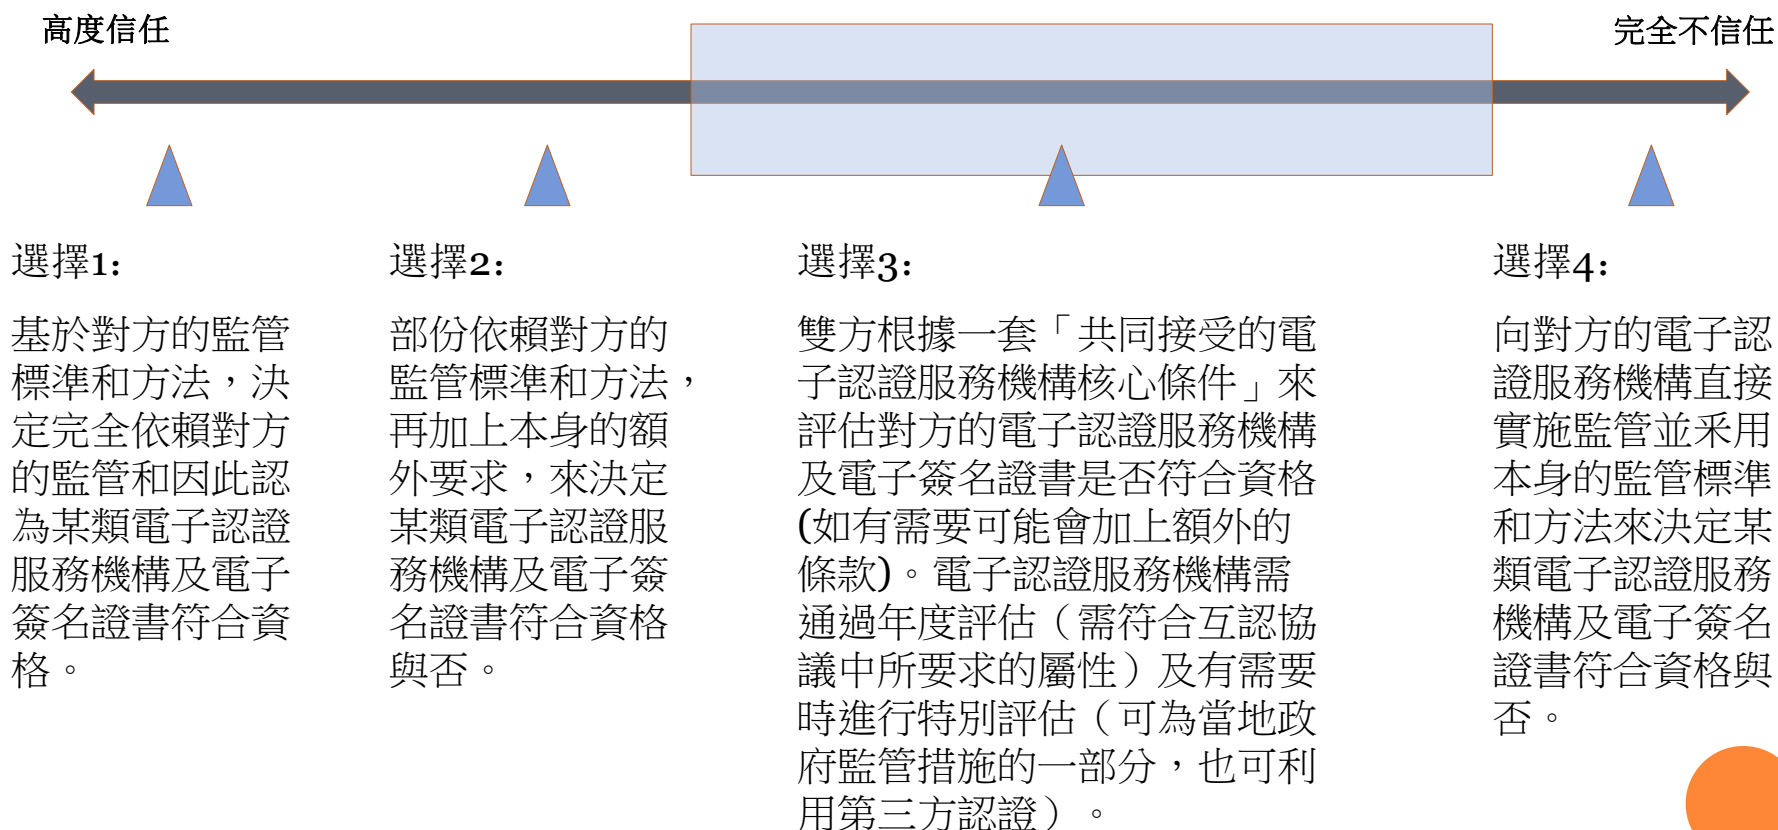 高度信任
完全不信任
選擇1:
基於對方的監管
標準和方法，決
定完全依賴對方
的監管和因此認
為某類電子認證
服務機構及電子
簽名證書符合資
格。
選擇2:
部份依賴對方的
監管標準和方法，
再加上本身的額
外要求，來決定
某類電子認證服
務機構及電子簽
名證書符合資格
與否。
選擇3:
雙方根據一套「共同接受的電
子認證服務機構核心條件」來
評估對方的電子認證服務機構
及電子簽名證書是否符合資格
(如有需要可能會加上額外的
條款)。電子認證服務機構需
通過年度評估（需符合互認協
議中所要求的屬性）及有需要
時進行特別評估（可為當地政
府監管措施的一部分，也可利
用第三方認證）。
選擇4:
向對方的電子認
證服務機構直接
實施監管並釆用
本身的監管標準
和方法來決定某
類電子認證服務
機構及電子簽名
證書符合資格與
否。